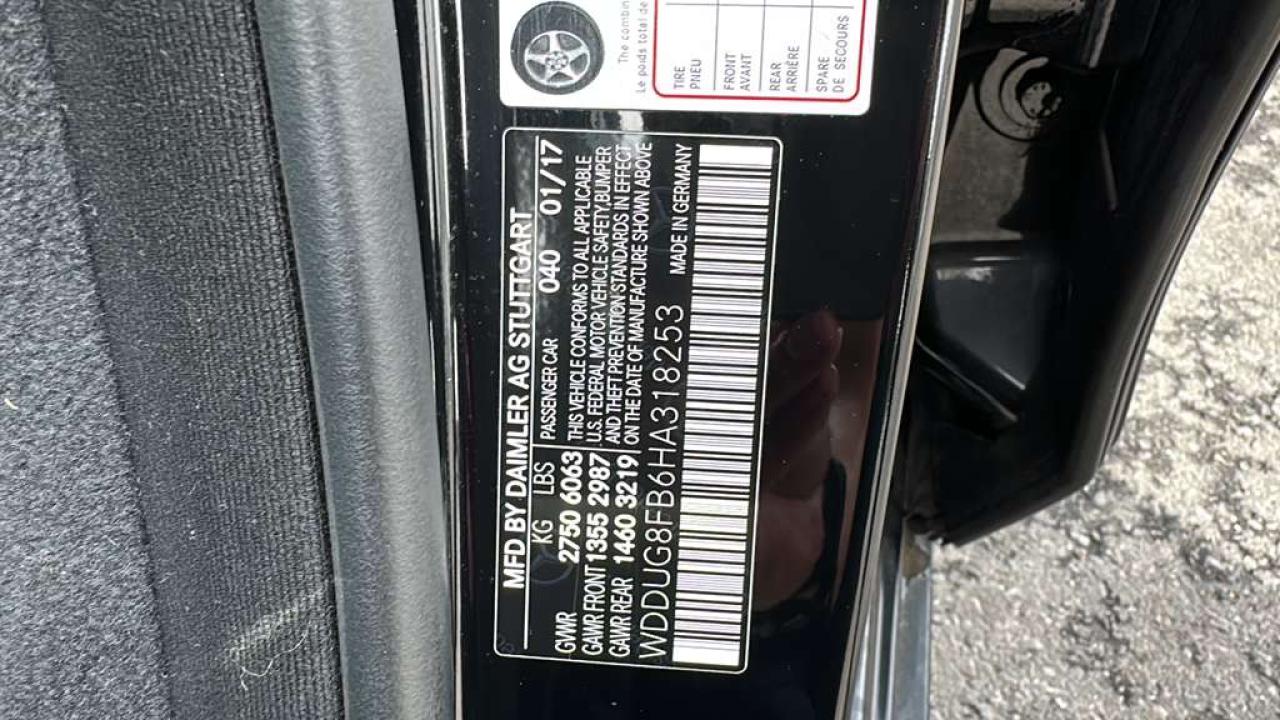 MFD BY DAIMLER AG STUTTGART
KG LBS PASSENGER CAR 040 01/17
GVWR 2750 6063 THIS VEHICLE CONFORMS TO ALL APPLICABLE
GAWR FRONT 1355 2987 U.S. FEDERAL MOTOR VEHICLE SAFETY,BUMPER
GAWR REAR 1460 3219 AND THEFT PREVENTION STANDARDS IN EFFECT
ON THE DATE OF MANUFACTURE SHOWN ABOVE
WDDUG8FB6HA318253 MADE IN GERMANY
The combin
Le poids total de
TIRE
PNEU
FRONT
AVANT
REAR
ARRIÈRE
SPARE
DE SECOURS